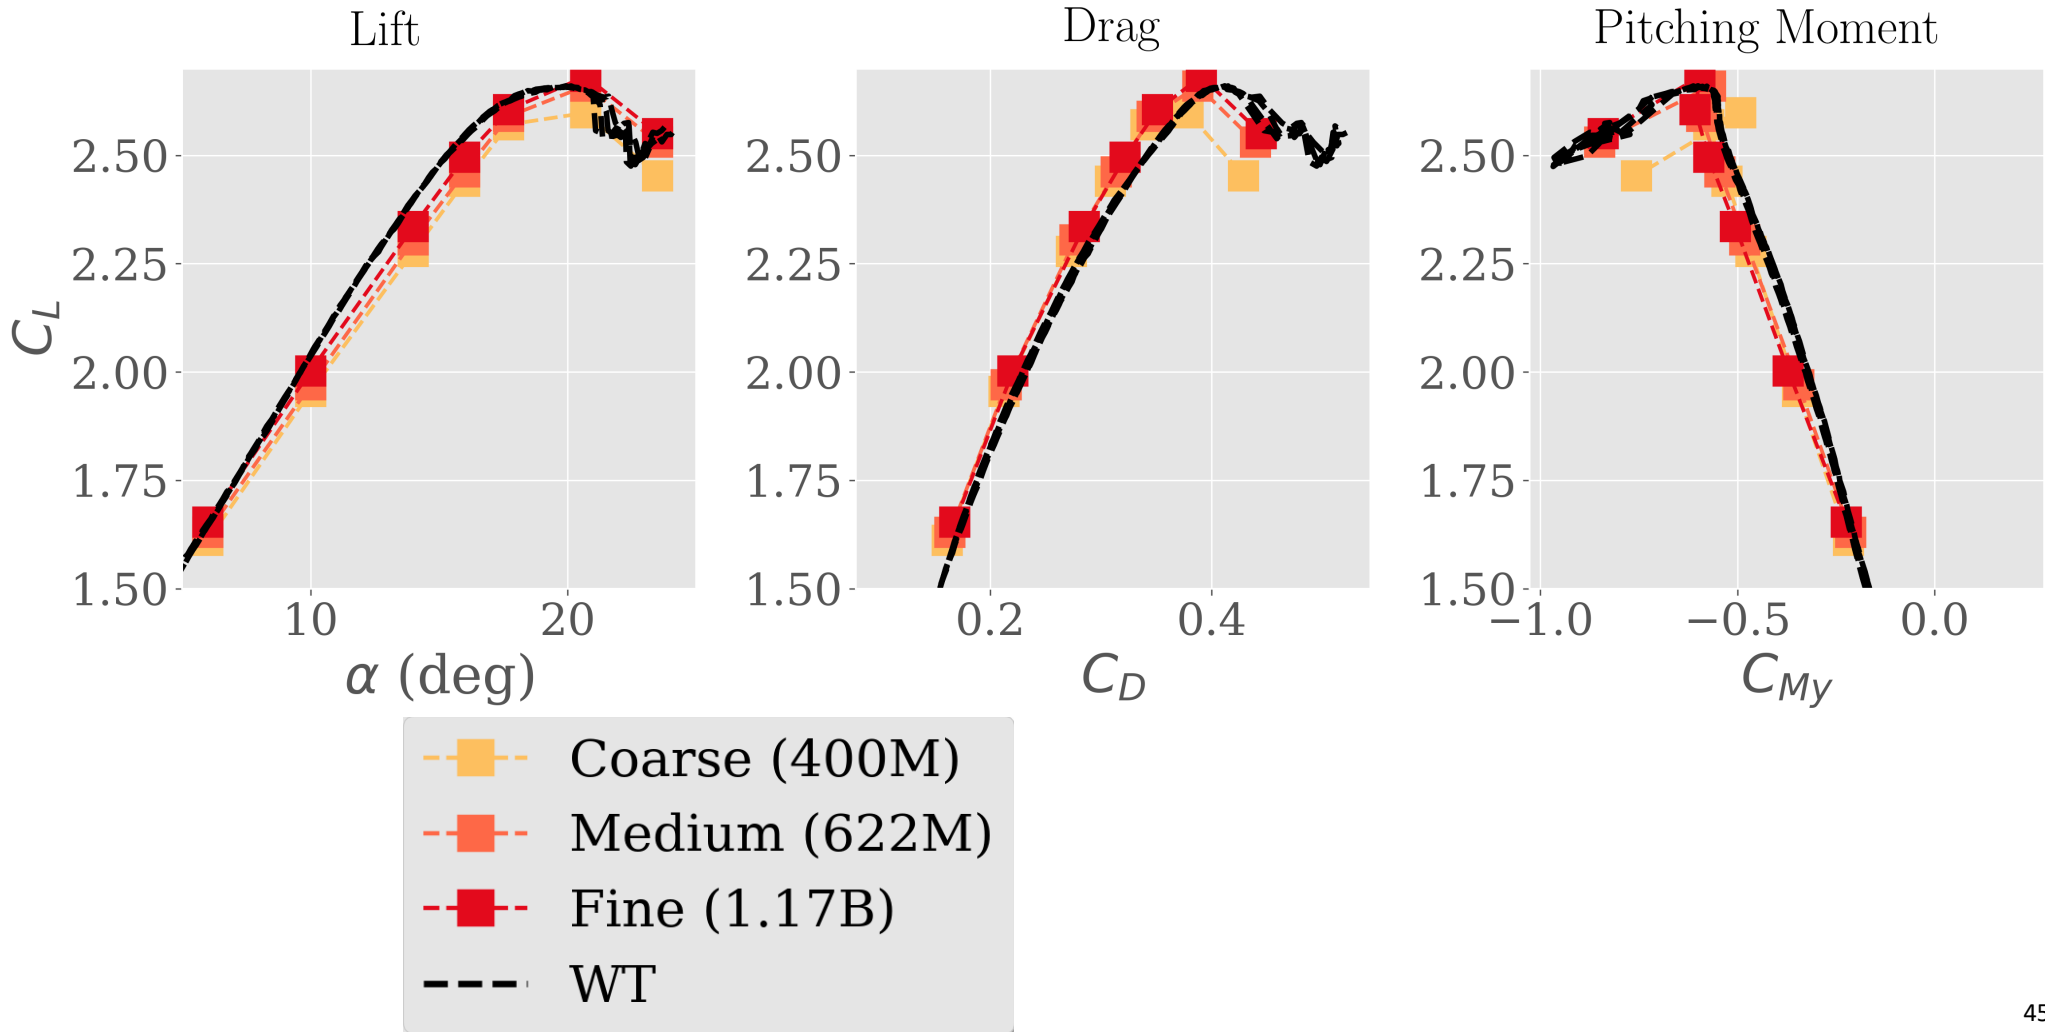 Lift
Drag
Pitching Moment
2.50
2.25
2.00
1.75
1.50
10
20
C_L
α (deg)
2.50
2.25
2.00
1.75
1.50
0.2
0.4
C_D
2.50
2.25
2.00
1.75
1.50
−1.0
−0.5
0.0
C_{My}
Coarse (400M)
Medium (622M)
Fine (1.17B)
WT
45